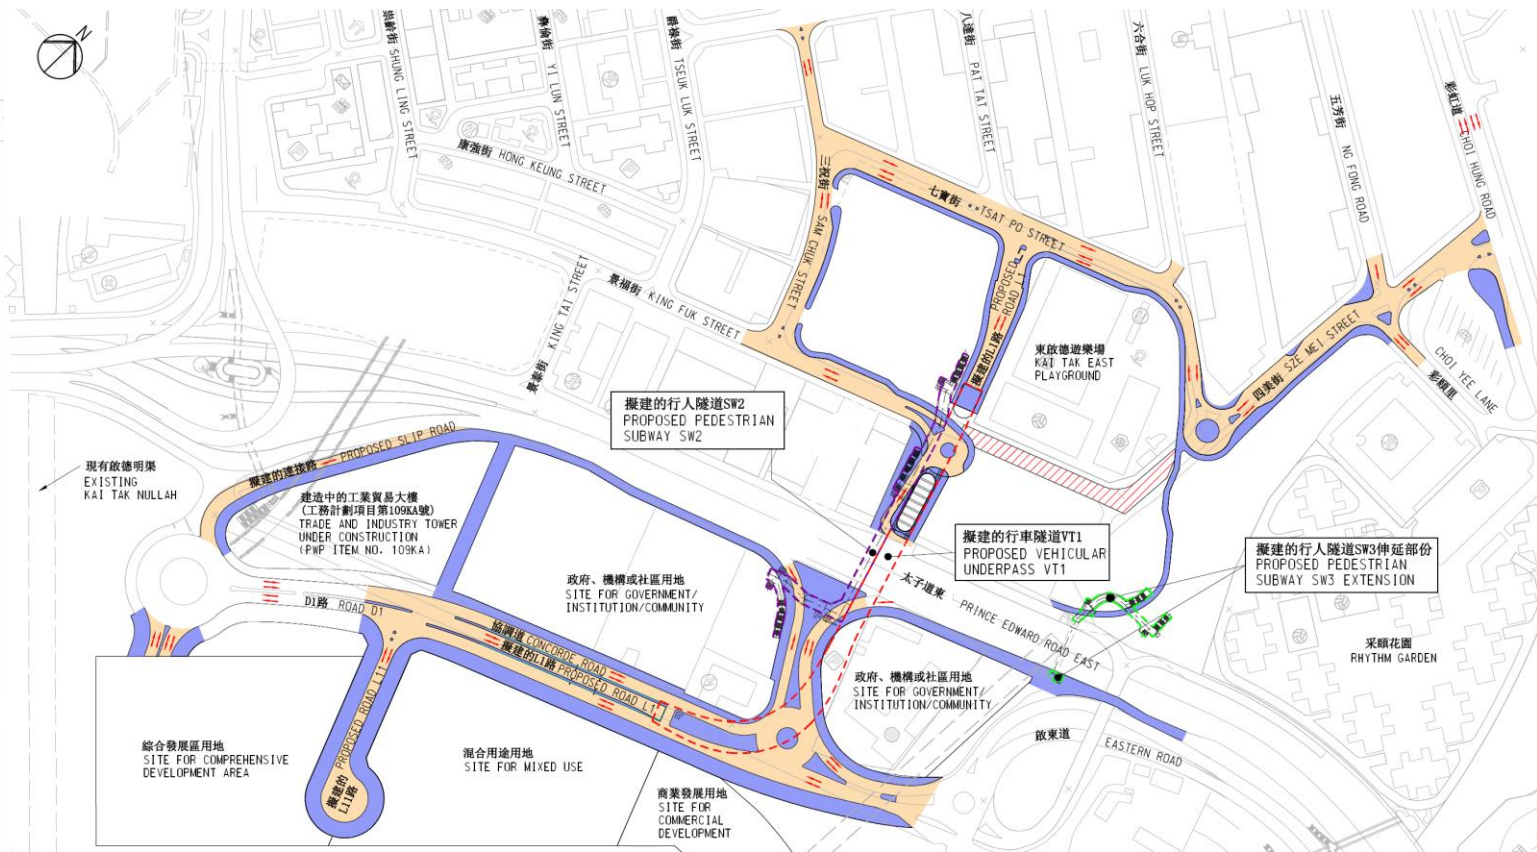 N
崇齡街 SHUNG LING STREET
彝倫街 YI LUN STREET
爵祿街 TSEUK LUK STREET
八達街 PAT TAT STREET
六合街 LUK HOP STREET
五芳街 NG FONG ROAD
彩虹道 CHOI HUNG ROAD
康強街 HONG KEUNG STREET
三祝街 SAM CHUK STREET
七寶街 TSAT PO STREET
景福街 KING FUK STREET
景泰街 KING TAI STREET
擬建的L1路 PROPOSED
ROAD L1
東啟德遊樂場
KAI TAK EAST
PLAYGROUND
四美街 SZE MEI STREET
彩頤里 CHOI YEE LANE
擬建的行人隧道SW2
PROPOSED PEDESTRIAN
SUBWAY SW2
擬建的連接路 PROPOSED SLIP ROAD
現有啟德明渠
EXISTING
KAI TAK NULLAH
建造中的工業貿易大樓
(工務計劃項目第109KA號)
TRADE AND INDUSTRY TOWER
UNDER CONSTRUCTION
(PWP ITEM NO. 109KA)
擬建的行車隧道VT1
PROPOSED VEHICULAR
UNDERPASS VT1
擬建的行人隧道SW3伸延部份
PROPOSED PEDESTRIAN
SUBWAY SW3 EXTENSION
政府、機構或社區用地
SITE FOR GOVERNMENT/
INSTITUTION/COMMUNITY
太子道東 PRINCE EDWARD ROAD EAST
D1路 ROAD D1
協調道 CONCORDE ROAD
擬建的L1路 PROPOSED ROAD L1
采頤花園
RHYTHM GARDEN
政府、機構或社區用地
SITE FOR GOVERNMENT/
INSTITUTION/COMMUNITY
啟東道 EASTERN ROAD
擬建的
L11路 PROPOSED ROAD L11
綜合發展區用地
SITE FOR COMPREHENSIVE
DEVELOPMENT AREA
混合用途用地
SITE FOR MIXED USE
商業發展用地
SITE FOR
COMMERCIAL
DEVELOPMENT